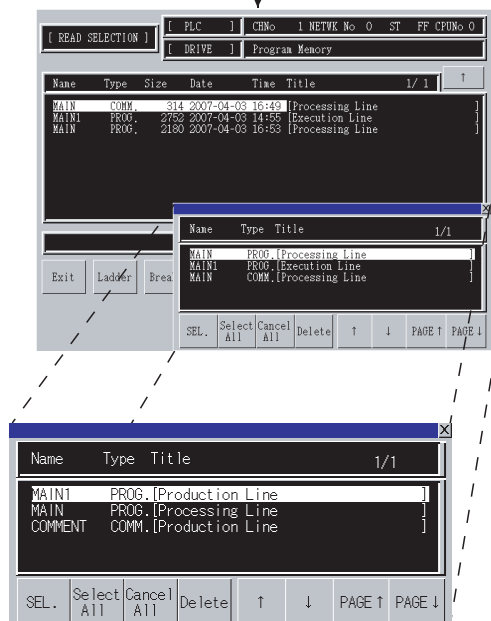 [ READ SELECTION ]
[ PLC ] CHNo 1 NETWK No 0 ST FF CPUNo 0
[ DRIVE ] Program Memory
Name Type Size Date Time Title 1/ 1 ↑
MAIN COMM. 314 2007-04-03 16:49 [Processing Line ]
MAIN1 PROG. 2752 2007-04-03 14:55 [Execution Line ]
MAIN PROG. 2180 2007-04-03 16:53 [Processing Line ]
Exit Ladder Brea
Name Type Title 1/1
MAIN PROG.[Processing Line ]
MAIN1 PROG.[Execution Line ]
MAIN COMM.[Processing Line ]
SEL. Select All Cancel All Delete ↑ ↓ PAGE↑ PAGE↓
Name Type Title 1/1
MAIN1 PROG.[Production Line ]
MAIN PROG.[Processing Line ]
COMMENT COMM.[Production Line ]
SEL. Select All Cancel All Delete ↑ ↓ PAGE↑ PAGE↓